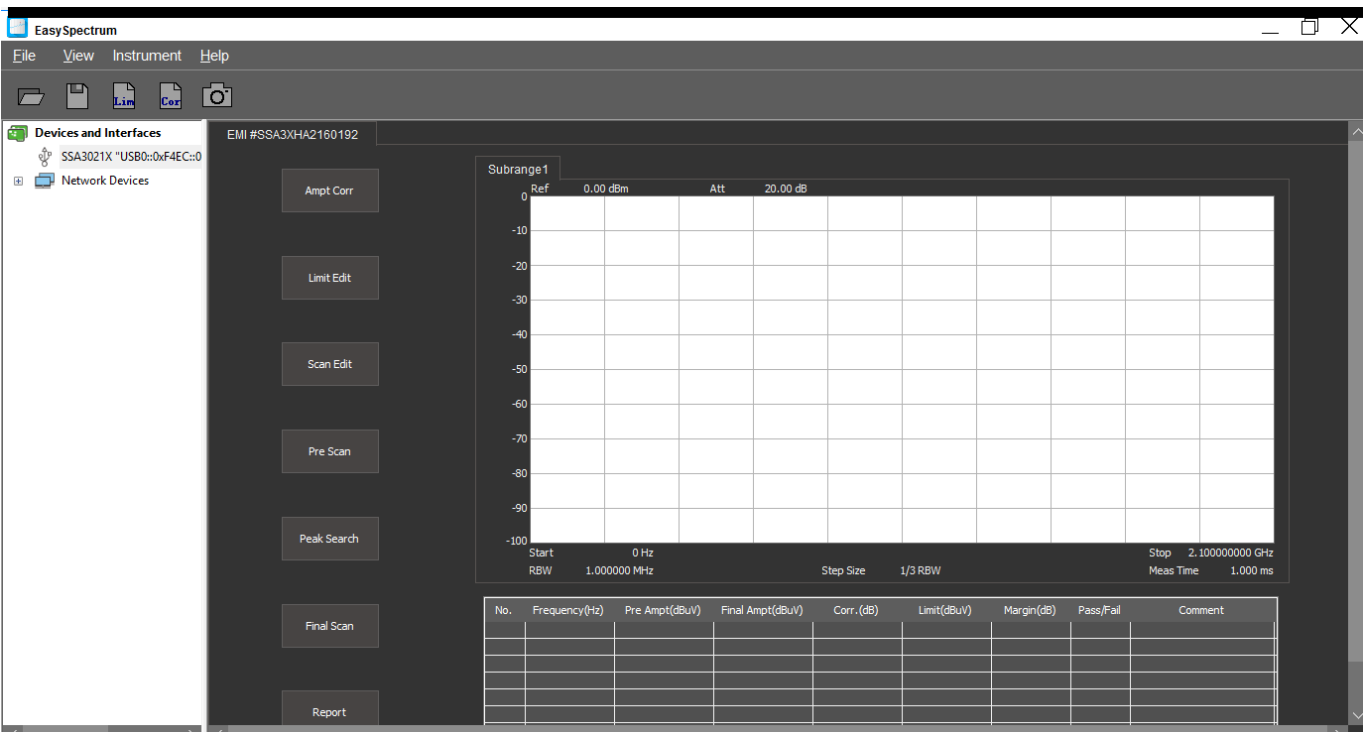 EasySpectrum
File View Instrument Help
Lim Cor
Devices and Interfaces
SSA3021X "USB0::0xF4EC::0
Network Devices
EMI #SSA3XHA2160192
Ampt Corr
Limit Edit
Scan Edit
Pre Scan
Peak Search
Final Scan
Report
Subrange1
Ref 0.00 dBm Att 20.00 dB
0
-10
-20
-30
-40
-50
-60
-70
-80
-90
-100
Start 0 Hz Stop 2.100000000 GHz
RBW 1.000000 MHz Step Size 1/3 RBW Meas Time 1.000 ms
No. Frequency(Hz) Pre Ampt(dBuV) Final Ampt(dBuV) Corr.(dB) Limit(dBuV) Margin(dB) Pass/Fail Comment